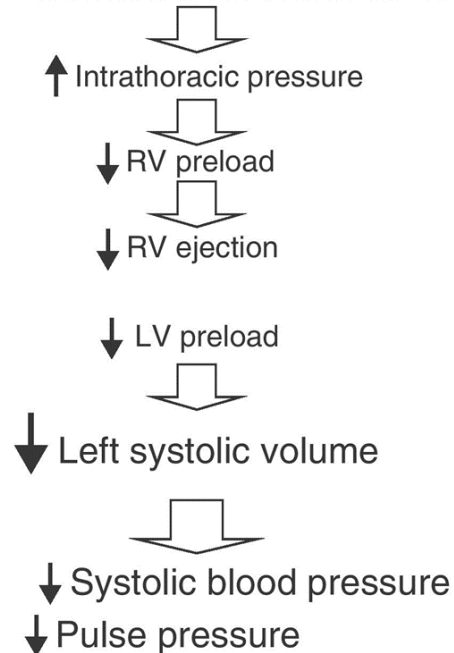 Intrathoracic pressure
RV preload
RV ejection
LV preload
Left systolic volume
Systolic blood pressure
Pulse pressure